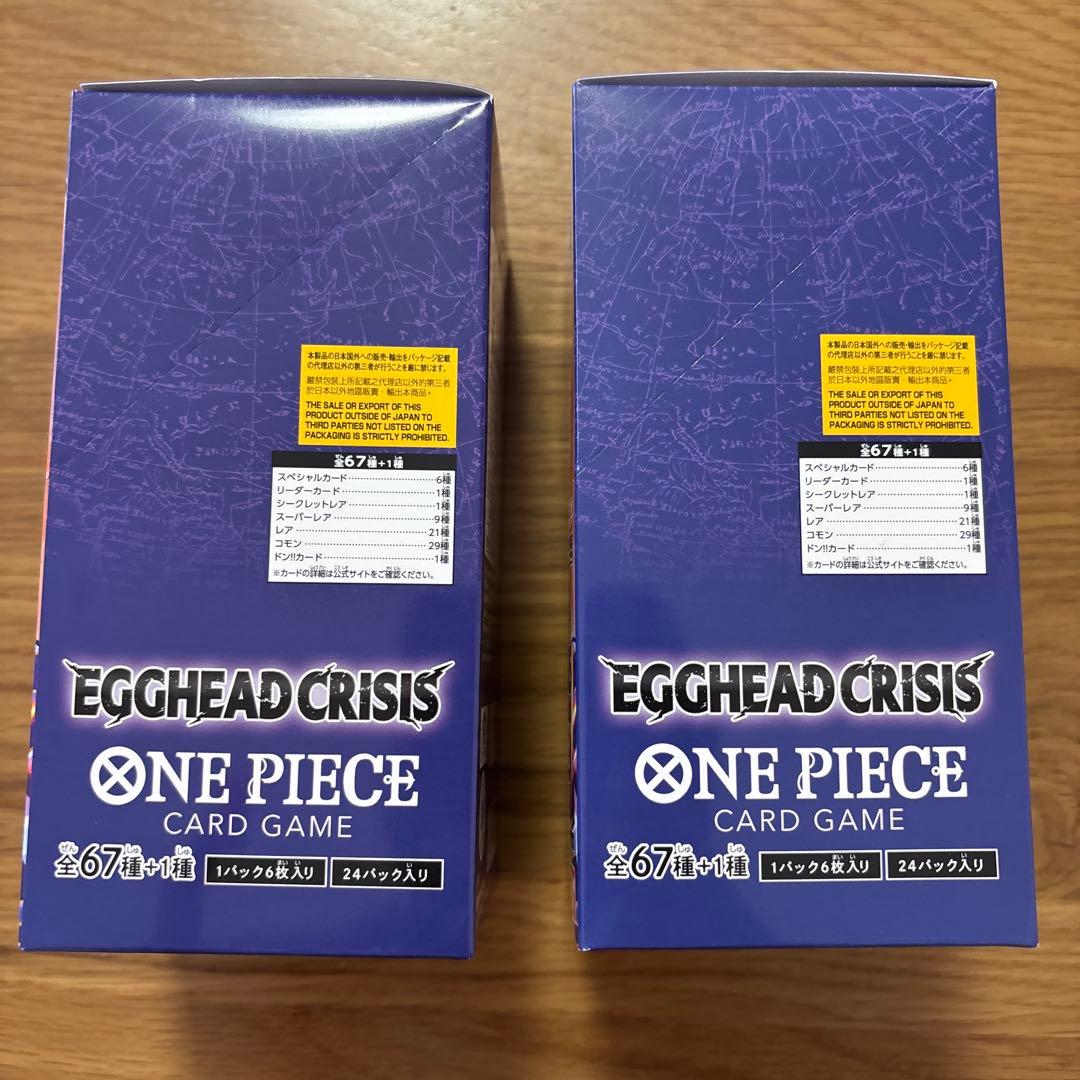 本製品の日本国外への販売・輸出をパッケージ記載
の代理店以外の第三者が行うことを厳に禁じます。
嚴禁包裝上所記載之代理店以外的第三者
於日本以外地區販賣・輸出本商品。
THE SALE OR EXPORT OF THIS
PRODUCT OUTSIDE OF JAPAN TO
THIRD PARTIES NOT LISTED ON THE
PACKAGING IS STRICTLY PROHIBITED.
全67種+1種
スペシャルカード 6種
リーダーカード 1種
シークレットレア 1種
スーパーレア 9種
レア 21種
コモン 29種
ドン!!カード 1種
※カードの詳細は公式サイトをご確認ください。
EGGHEAD CRISIS
ONE PIECE
CARD GAME
全67種+1種 1パック6枚入り 24パック入り
本製品の日本国外への販売・輸出をパッケージ記載
の代理店以外の第三者が行うことを厳に禁じます。
嚴禁包裝上所記載之代理店以外的第三者
於日本以外地區販賣・輸出本商品。
THE SALE OR EXPORT OF THIS
PRODUCT OUTSIDE OF JAPAN TO
THIRD PARTIES NOT LISTED ON THE
PACKAGING IS STRICTLY PROHIBITED.
全67種+1種
スペシャルカード 6種
リーダーカード 1種
シークレットレア 1種
スーパーレア 9種
レア 21種
コモン 29種
ドン!!カード 1種
※カードの詳細は公式サイトをご確認ください。
EGGHEAD CRISIS
ONE PIECE
CARD GAME
全67種+1種 1パック6枚入り 24パック入り